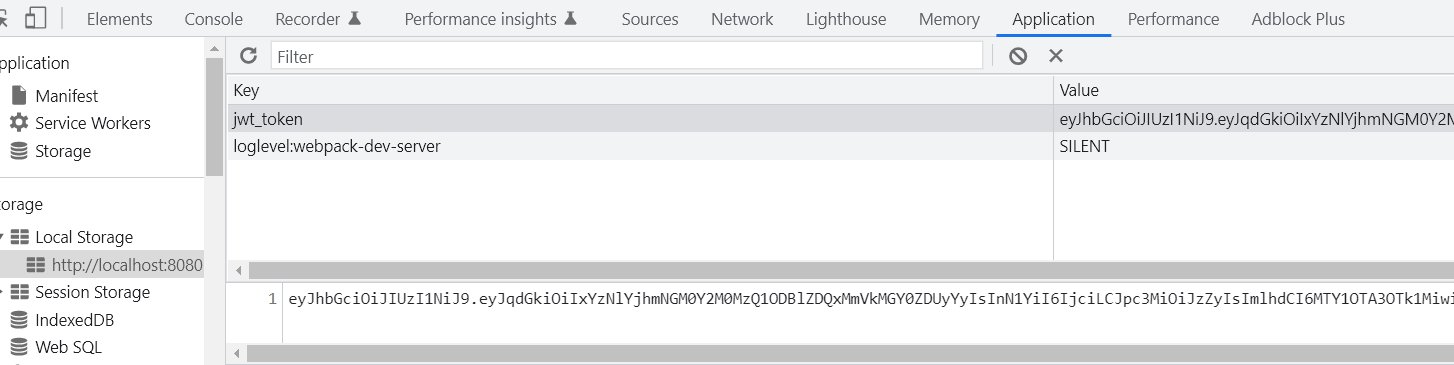 Elements Console Recorder Performance insights Sources Network Lighthouse Memory Application Performance Adblock Plus
pplication
Manifest
Service Workers
Storage
torage
Local Storage
http://localhost:8080
Session Storage
IndexedDB
Web SQL
Filter
Key Value
jwt_token eyJhbGciOiJIUzI1NiJ9.eyJqdGkiOiIxYzNlYjhmNGM0Y2M
loglevel:webpack-dev-server SILENT
1 eyJhbGciOiJIUzI1NiJ9.eyJqdGkiOiIxYzNlYjhmNGM0Y2M0MzQ1ODBlZDQxMmVkMGY0ZDUyYyIsInN1YiI6IjciLCJpc3MiOiJzZyIsImlhdCI6MTY1OTA3OTk1Miwi